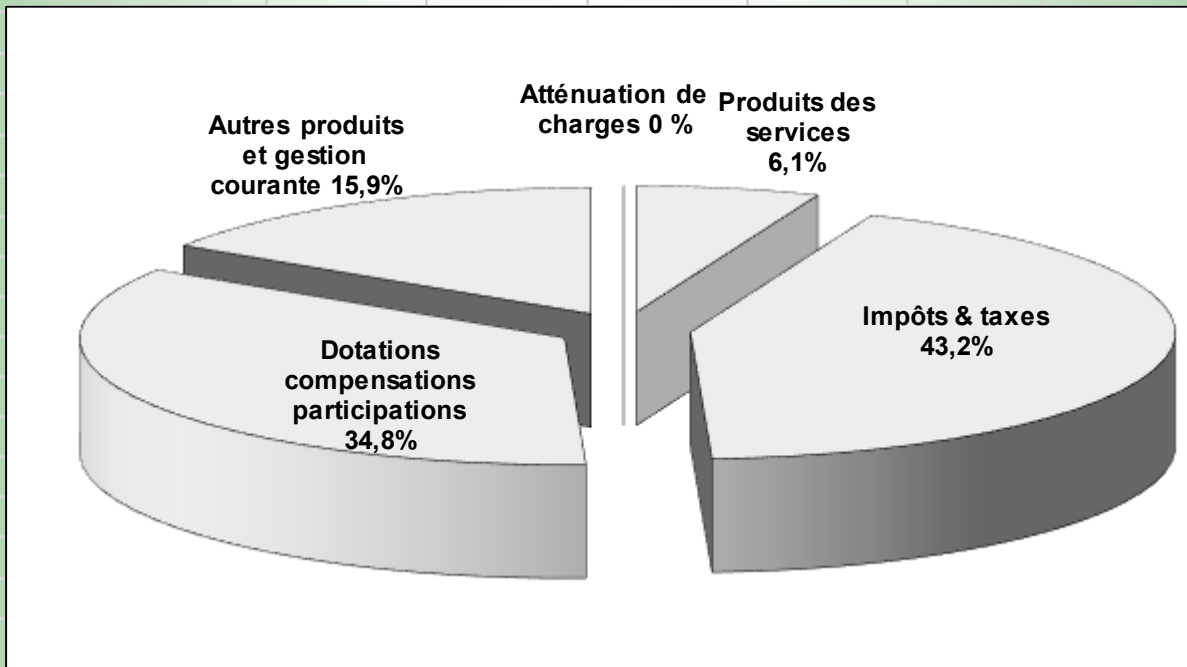 Atténuation de
charges 0 %
Produits des
services
6,1%
Autres produits
et gestion
courante 15,9%
Impôts & taxes
43,2%
Dotations
compensations
participations
34,8%